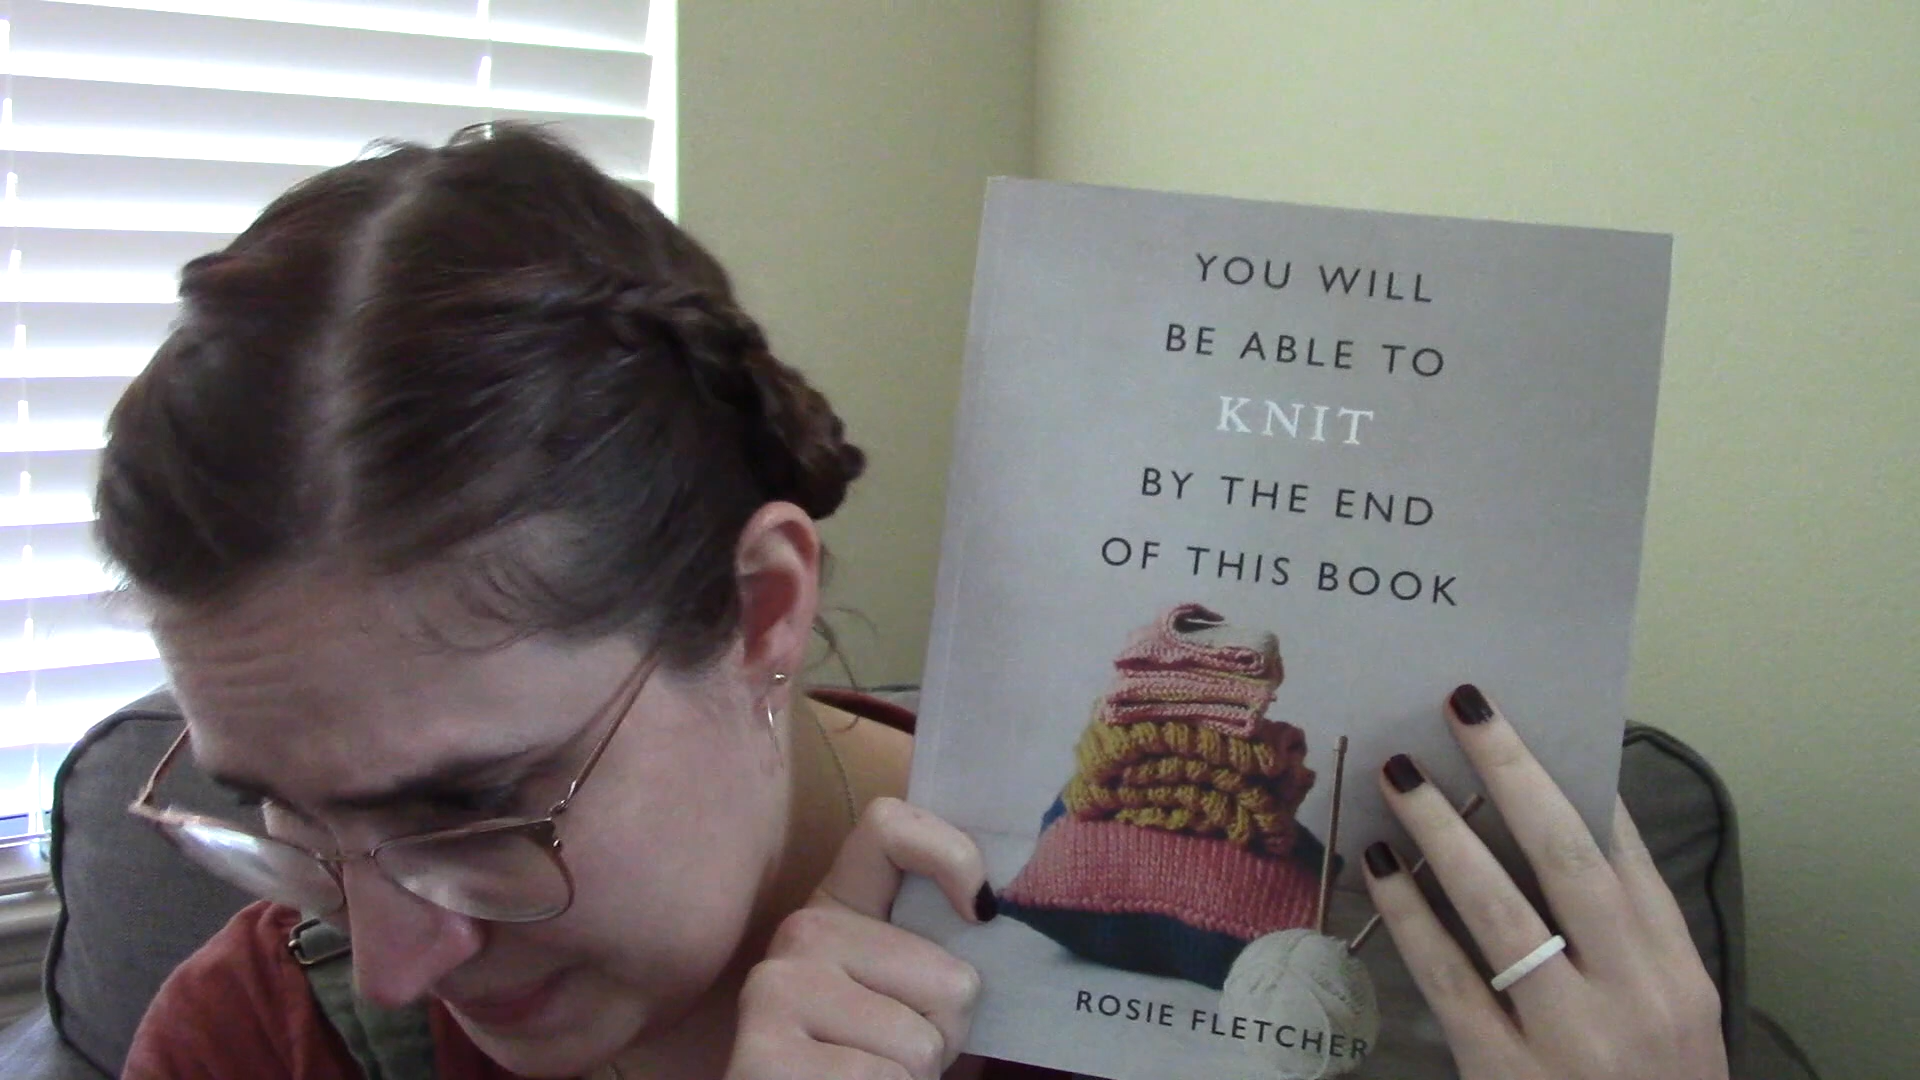 YOU WILL
BE ABLE TO
KNIT
BY THE END
OF THIS BOOK
ROSIE FLETCHER